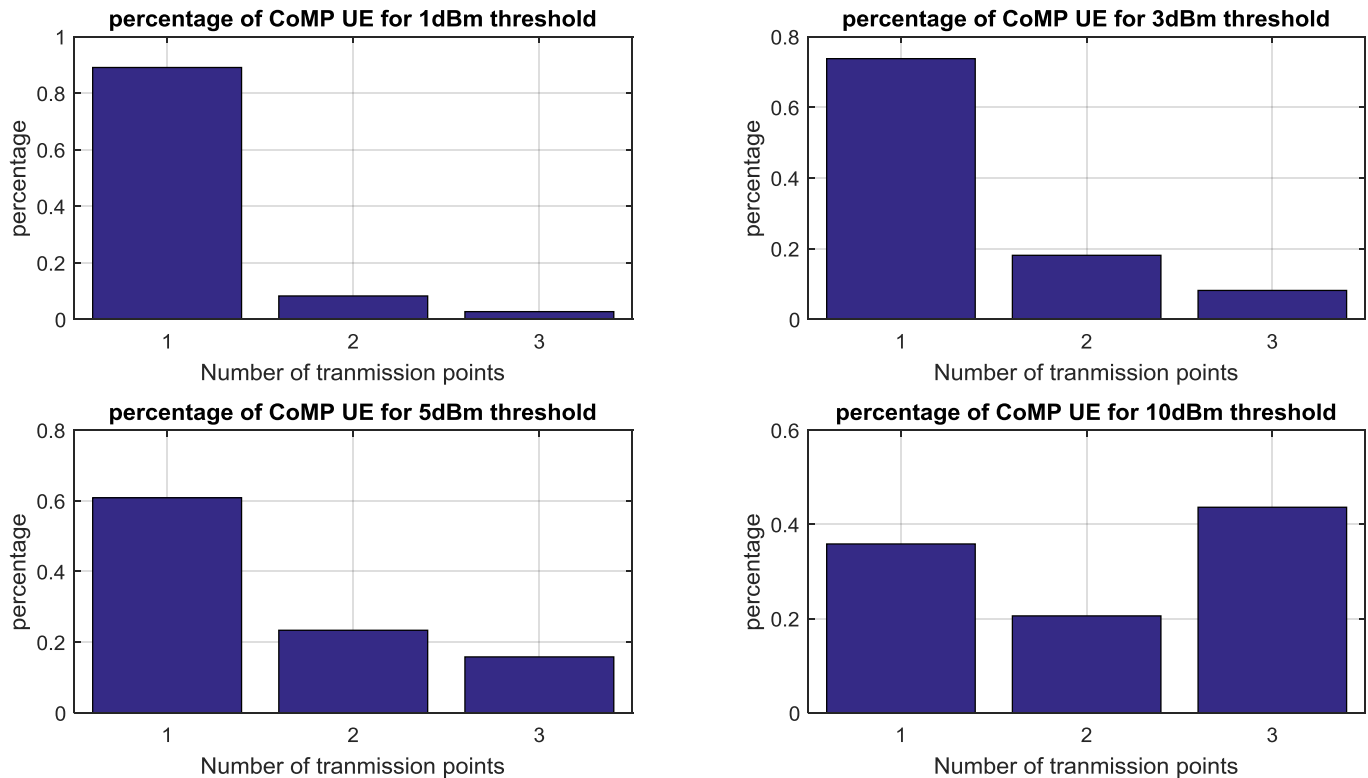 percentage of CoMP UE for 1dBm threshold
1
0.8
0.6
0.4
0.2
0
percentage
1 2 3
Number of tranmission points
percentage of CoMP UE for 3dBm threshold
0.8
0.6
0.4
0.2
0
percentage
1 2 3
Number of tranmission points
percentage of CoMP UE for 5dBm threshold
0.8
0.6
0.4
0.2
0
percentage
1 2 3
Number of tranmission points
percentage of CoMP UE for 10dBm threshold
0.6
0.4
0.2
0
percentage
1 2 3
Number of tranmission points